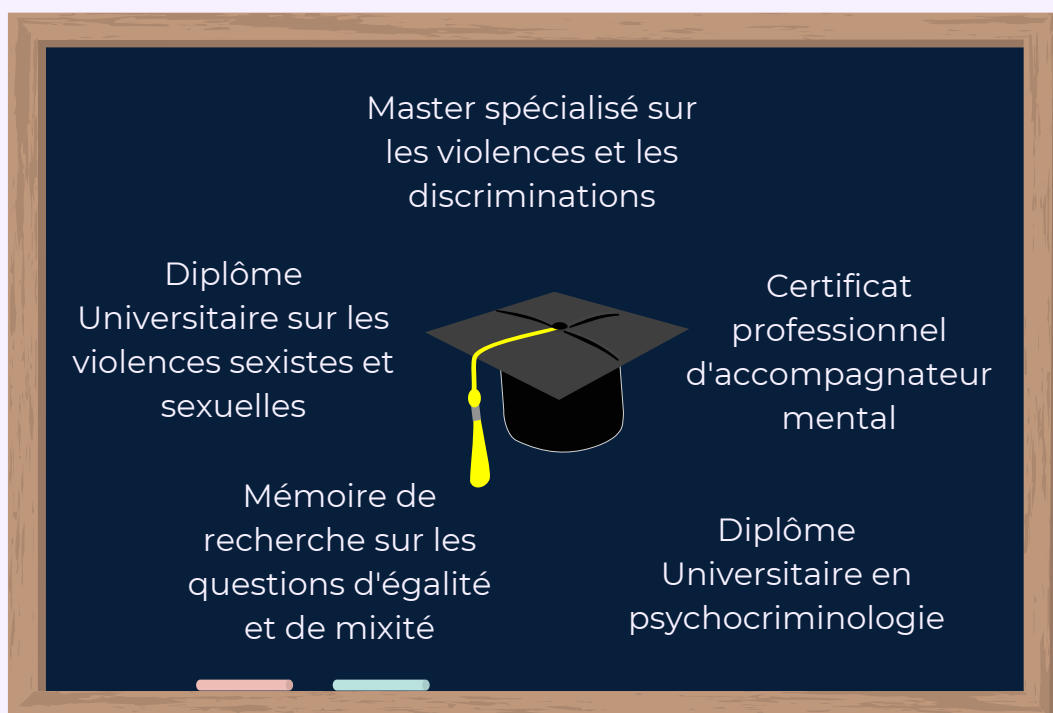 Master spécialisé sur
les violences et les
discriminations
Diplôme
Universitaire sur les
violences sexistes et
sexuelles
Certificat
professionnel
d'accompagnateur
mental
Mémoire de
recherche sur les
questions d'égalité
et de mixité
Diplôme
Universitaire en
psychocriminologie